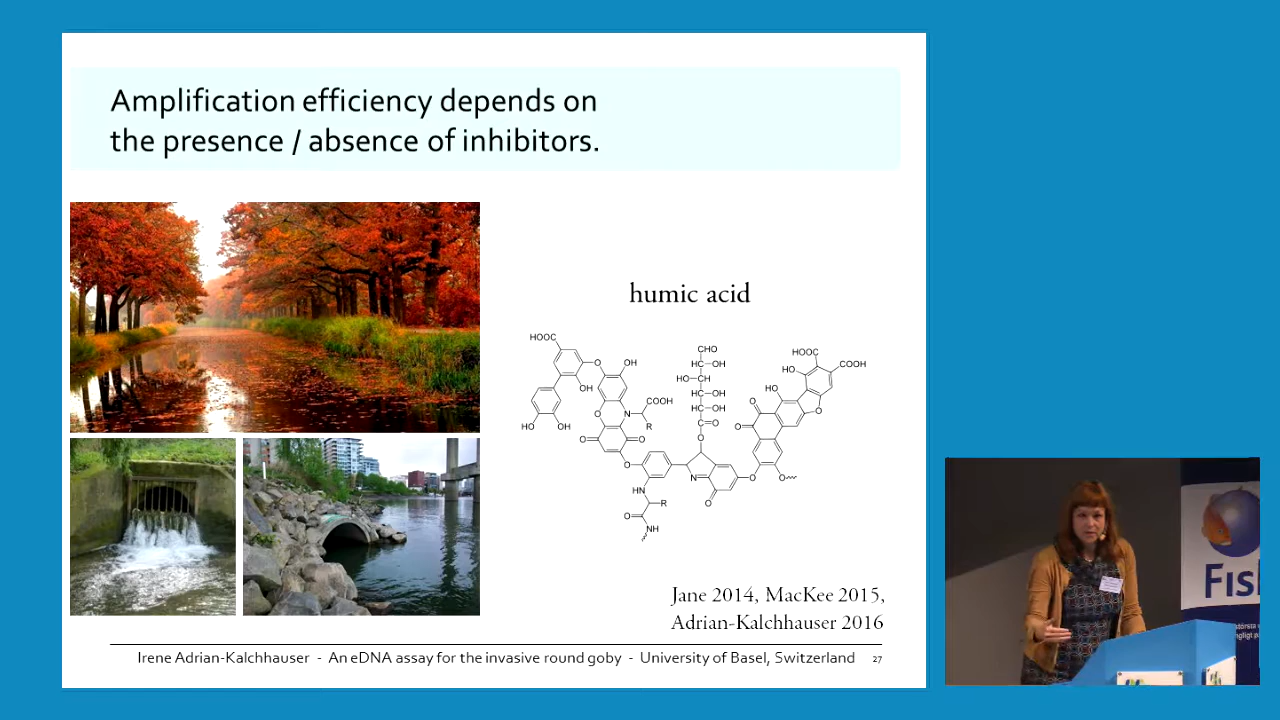 Amplification efficiency depends on
the presence / absence of inhibitors.
humic acid
HOOC
O
OH
OH
HO
OH
O
N
COOH
R
O
O
O
HN
R
O
NH
CHO
HC
OH
HO
CH
HC
OH
HC
OH
C=O
O
N
O
O
O
O
O
HO
HO
HOOC
COOH
O
Jane 2014, MacKee 2015,
Adrian-Kalchhauser 2016
Irene Adrian-Kalchhauser - An eDNA assay for the invasive round goby - University of Basel, Switzerland 27